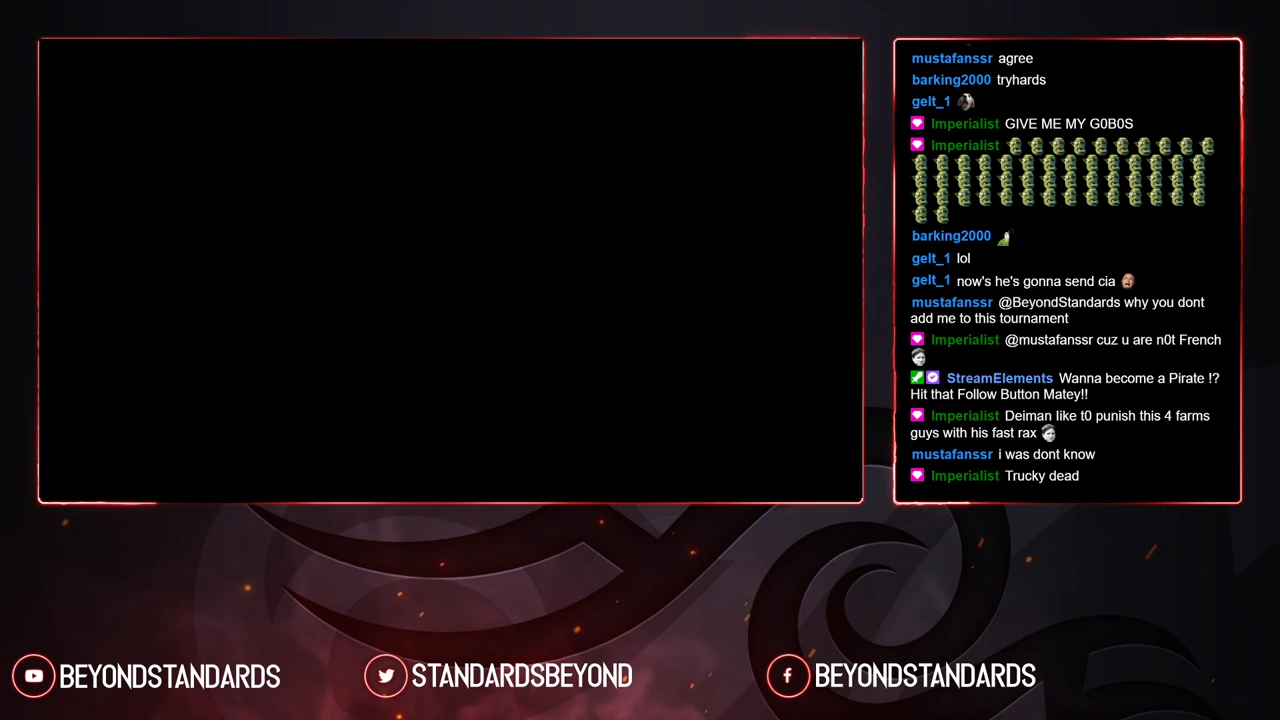 mustafanssr agree
barking2000 tryhards
gelt_1
Imperialist GIVE ME MY G0B0S
Imperialist
barking2000
gelt_1 lol
gelt_1 now's he's gonna send cia
mustafanssr @BeyondStandards why you dont
add me to this tournament
Imperialist @mustafanssr cuz u are n0t French
StreamElements Wanna become a Pirate !?
Hit that Follow Button Matey!!
Imperialist Deiman like t0 punish this 4 farms
guys with his fast rax
mustafanssr i was dont know
Imperialist Trucky dead
BEYONDSTANDARDS
STANDARDSBEYOND
BEYONDSTANDARDS